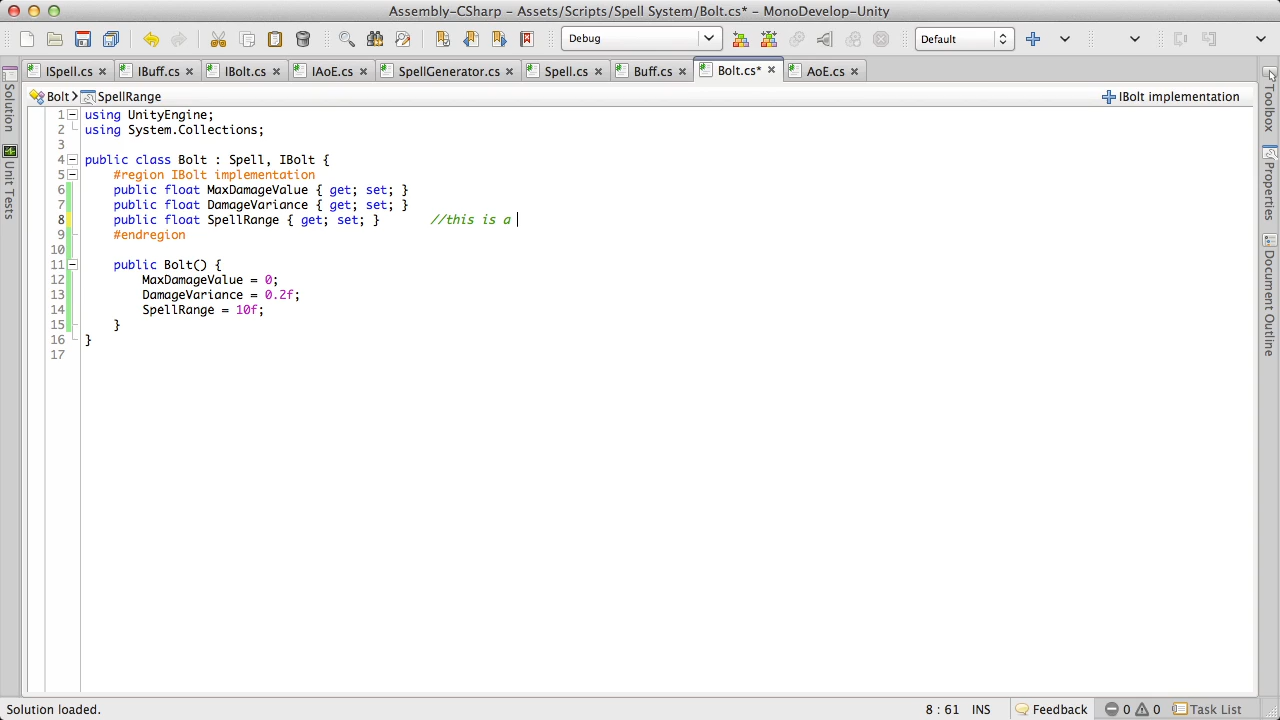 Assembly-CSharp – Assets/Scripts/Spell System/Bolt.cs* – MonoDevelop-Unity
Debug
Default
ISpell.cs
IBuff.cs
IBolt.cs
IAoE.cs
SpellGenerator.cs
Spell.cs
Buff.cs
Bolt.cs*
AoE.cs
Bolt
SpellRange
IBolt implementation
Solution
Unit Tests
Toolbox
Properties
Document Outline
1 using UnityEngine;
2 using System.Collections;
3
4 public class Bolt : Spell, IBolt {
5 #region IBolt implementation
6 public float MaxDamageValue { get; set; }
7 public float DamageVariance { get; set; }
8 public float SpellRange { get; set; } //this is a
9 #endregion
10
11 public Bolt() {
12 MaxDamageValue = 0;
13 DamageVariance = 0.2f;
14 SpellRange = 10f;
15 }
16 }
17
Solution loaded.
8 : 61
INS
Feedback
0
0
Task List